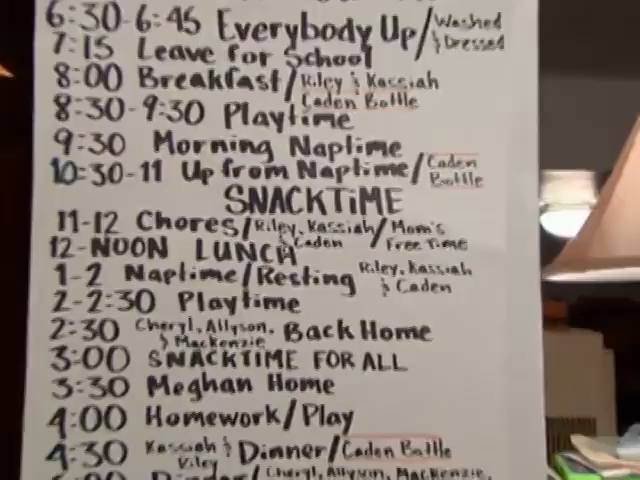 6:30-6:45 Everybody Up/Washed & Dressed
7:15 Leave for School
8:00 Breakfast/Riley & Kassiah Caden Bottle
8:30-9:30 Playtime
9:30 Morning Naptime
10:30-11 Up from Naptime/Caden Bottle
SNACKTiME
11-12 Chores/Riley, Kassiah & Caden/Mom's Free Time
12-NOON LUNCH
1-2 Naptime/Resting Riley, Kassiah & Caden
2-2:30 Playtime
2:30 Cheryl, Allyson, & Mackenzie Back Home
3:00 SNACKTIME FOR ALL
3:30 Meghan Home
4:00 Homework/Play
4:30 Kassiah & Riley Dinner/Caden Bottle
Dinner/Cheryl, Allyson, MacKenzie,